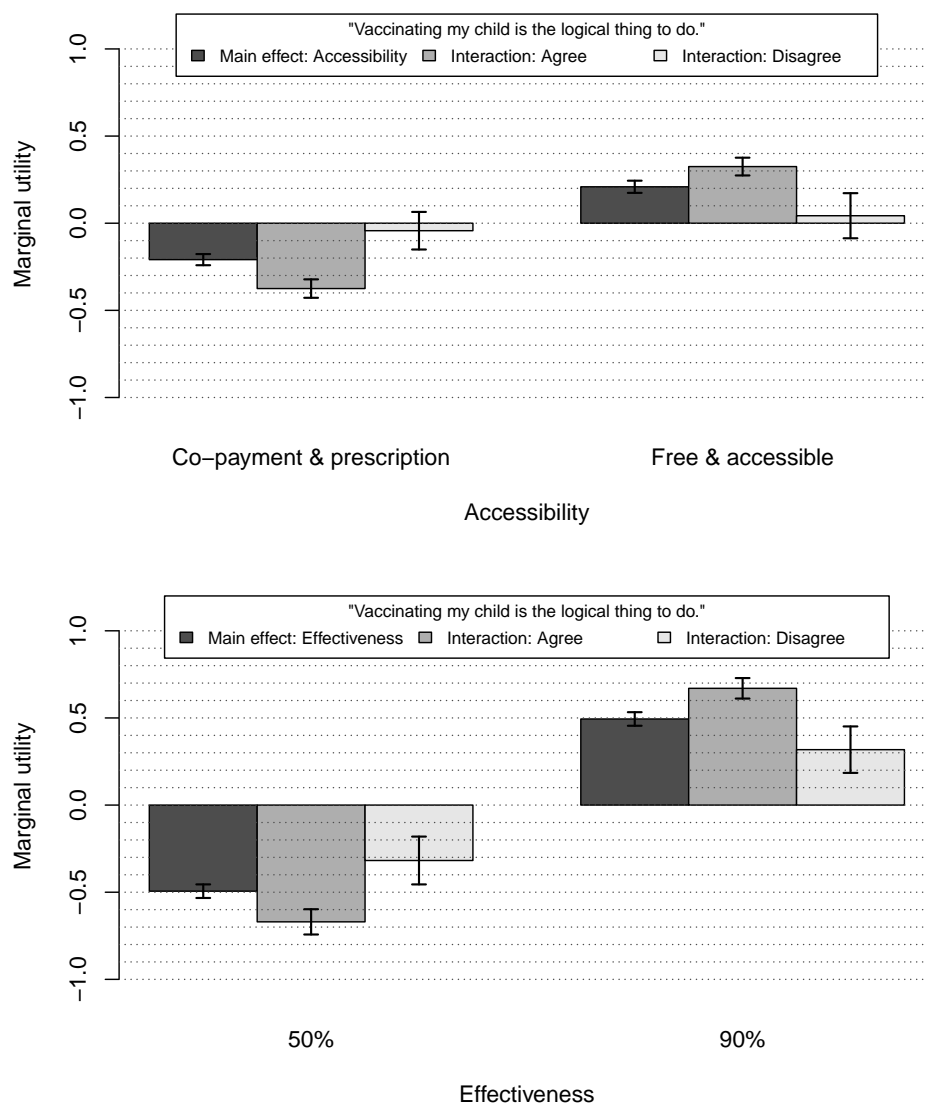 "Vaccinating my child is the logical thing to do."
Main effect: Accessibility Interaction: Agree Interaction: Disagree
Marginal utility
1.0
0.5
0.0
−0.5
−1.0
Co−payment & prescription Free & accessible
Accessibility
"Vaccinating my child is the logical thing to do."
Main effect: Effectiveness Interaction: Agree Interaction: Disagree
Marginal utility
1.0
0.5
0.0
−0.5
−1.0
50% 90%
Effectiveness